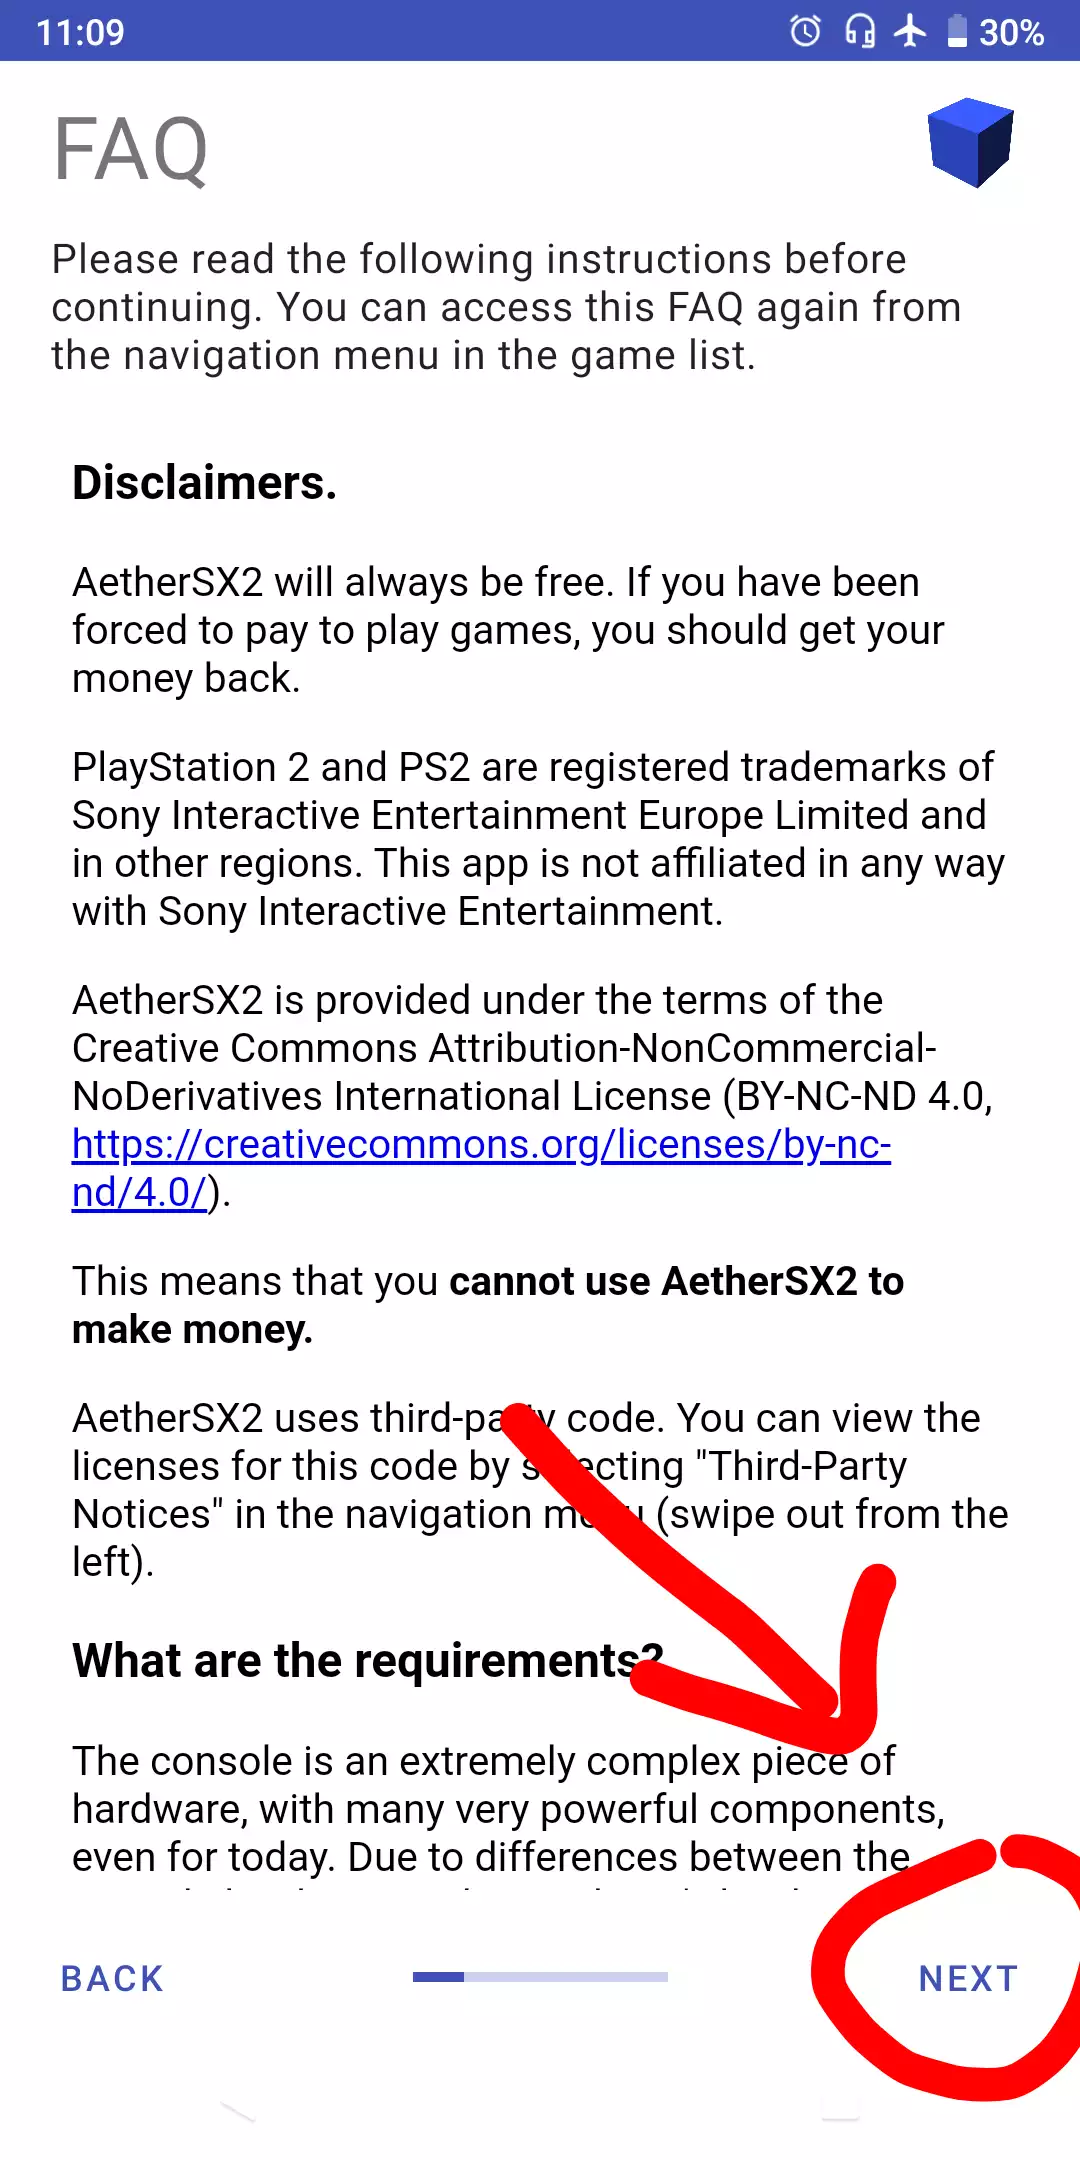 11:09
30%
FAQ
Please read the following instructions before
continuing. You can access this FAQ again from
the navigation menu in the game list.
Disclaimers.
AetherSX2 will always be free. If you have been
forced to pay to play games, you should get your
money back.
PlayStation 2 and PS2 are registered trademarks of
Sony Interactive Entertainment Europe Limited and
in other regions. This app is not affiliated in any way
with Sony Interactive Entertainment.
AetherSX2 is provided under the terms of the
Creative Commons Attribution-NonCommercial-
NoDerivatives International License (BY-NC-ND 4.0,
https://creativecommons.org/licenses/by-nc-
nd/4.0/).
This means that you cannot use AetherSX2 to
make money.
AetherSX2 uses third-party code. You can view the
licenses for this code by selecting "Third-Party
Notices" in the navigation menu (swipe out from the
left).
What are the requirements?
The console is an extremely complex piece of
hardware, with many very powerful components,
even for today. Due to differences between the
BACK
NEXT